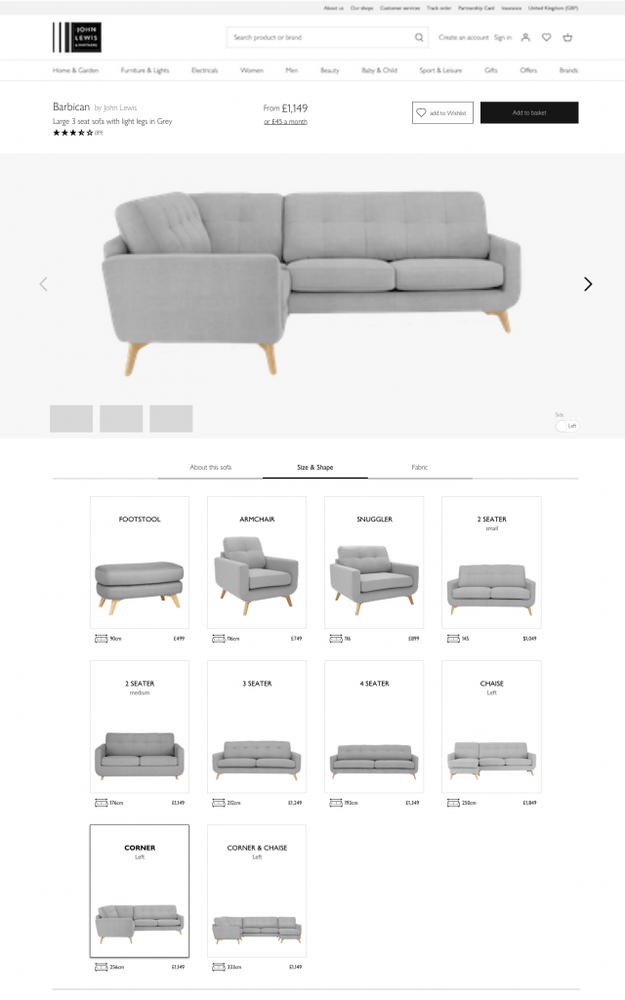 About us Our shops Customer services Track order Partnership Card Insurance United Kingdom (GBP)
JOHN
LEWIS
& PARTNERS
Search product or brand
Create an account Sign in
Home & Garden Furniture & Lights Electricals Women Men Beauty Baby & Child Sport & Leisure Gifts Offers Brands
Barbican by John Lewis
Large 3 seat sofa with light legs in Grey
From £1,149
or £45 a month
add to Wishlist
Add to basket
Left
About this sofa Size & Shape Fabric
FOOTSTOOL
90cm £499
ARMCHAIR
116cm £749
SNUGGLER
116 £899
2 SEATER
small
145 $1,049
2 SEATER
medium
176cm £1,149
3 SEATER
212cm £1,249
4 SEATER
192cm £1,349
CHAISE
Left
250cm £1,849
CORNER
Left
256cm £1,149
CORNER & CHAISE
Left
333cm £1,149